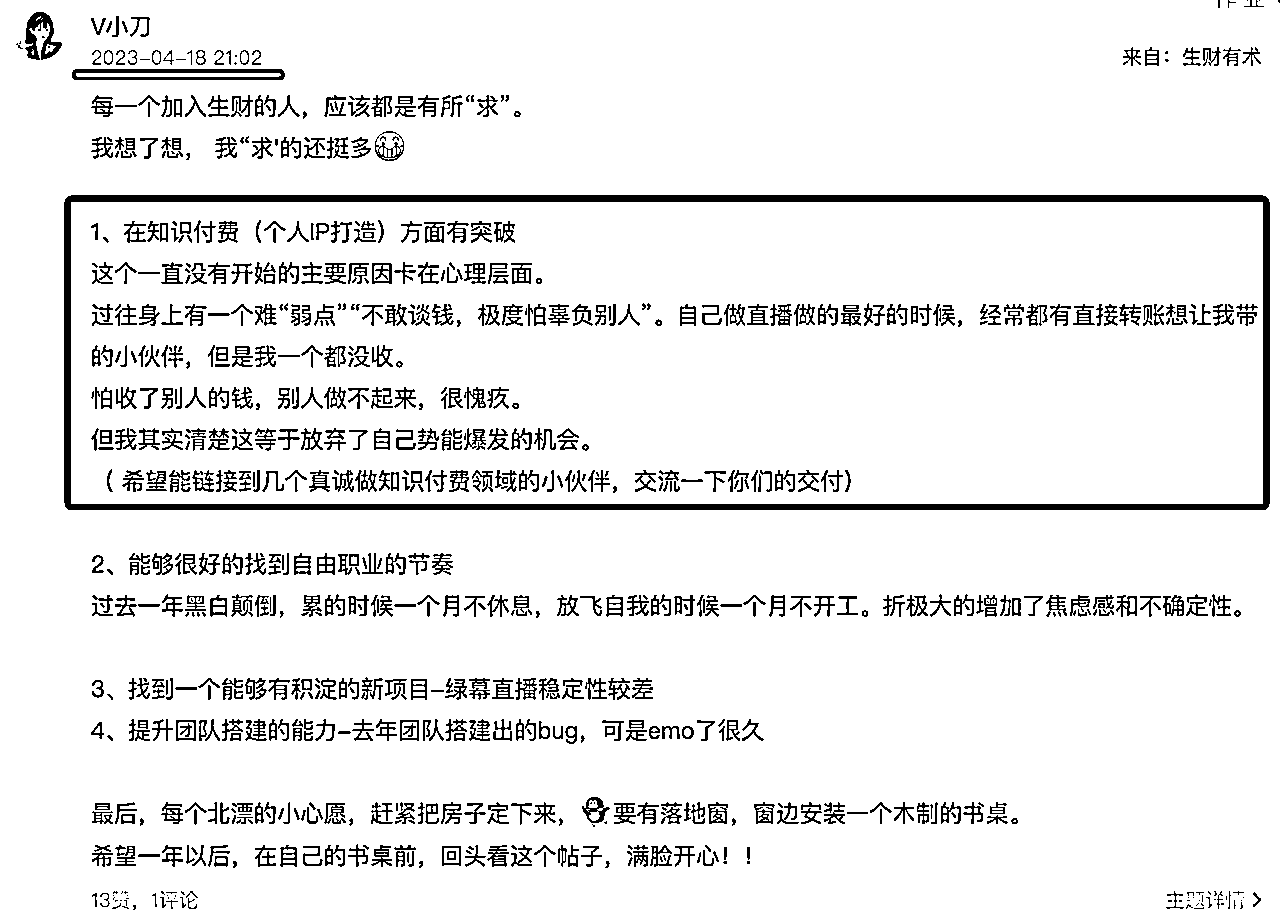 V小刀
2023-04-18 21:02
来自：生财有术
每一个加入生财的人，应该都是有所“求”。
我想了想， 我“求'的还挺多
1、在知识付费（个人IP打造）方面有突破
这个一直没有开始的主要原因卡在心理层面。
过往身上有一个难“弱点”“不敢谈钱，极度怕辜负别人”。自己做直播做的最好的时候，经常都有直接转账想让我带
的小伙伴，但是我一个都没收。
怕收了别人的钱，别人做不起来，很愧疚。
但我其实清楚这等于放弃了自己势能爆发的机会。
（ 希望能链接到几个真诚做知识付费领域的小伙伴，交流一下你们的交付）
2、能够很好的找到自由职业的节奏
过去一年黑白颠倒，累的时候一个月不休息，放飞自我的时候一个月不开工。折极大的增加了焦虑感和不确定性。
3、找到一个能够有积淀的新项目–绿幕直播稳定性较差
4、提升团队搭建的能力–去年团队搭建出的bug，可是emo了很久
最后，每个北漂的小心愿，赶紧把房子定下来，要有落地窗，窗边安装一个木制的书桌。
希望一年以后，在自己的书桌前，回头看这个帖子，满脸开心！！
13赞，1评论
主题详情